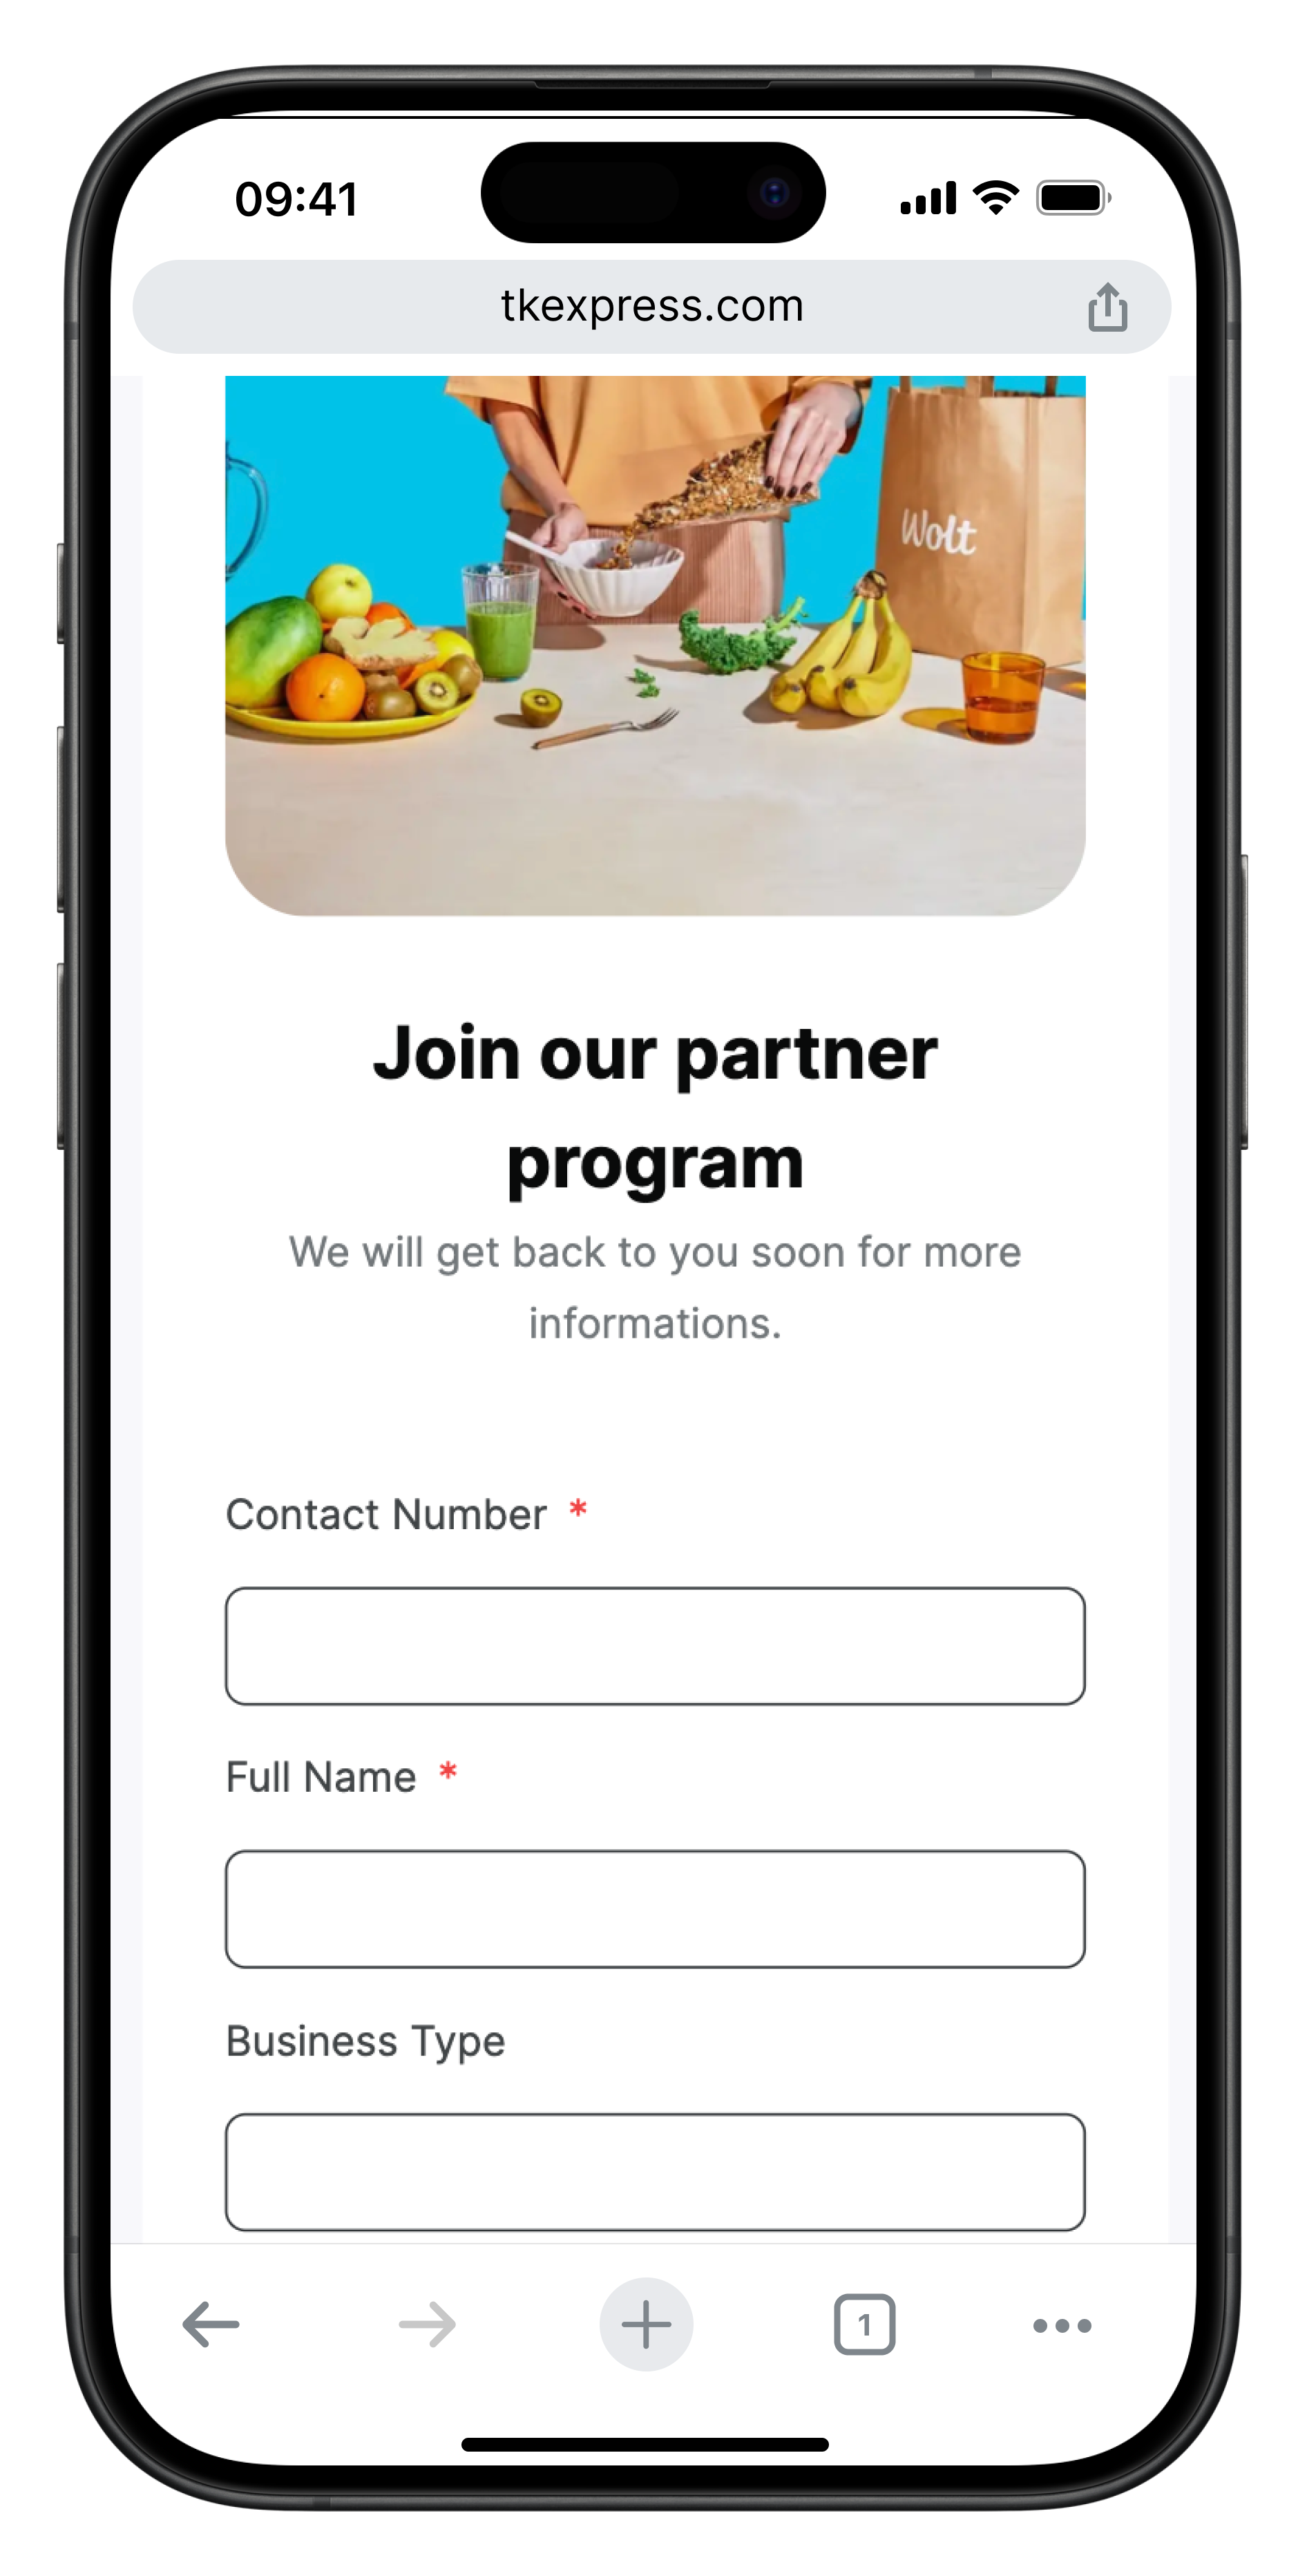 09:41
tkexpress.com
Wolt
Join our partner
program
We will get back to you soon for more
informations.
Contact Number *
Full Name *
Business Type
1